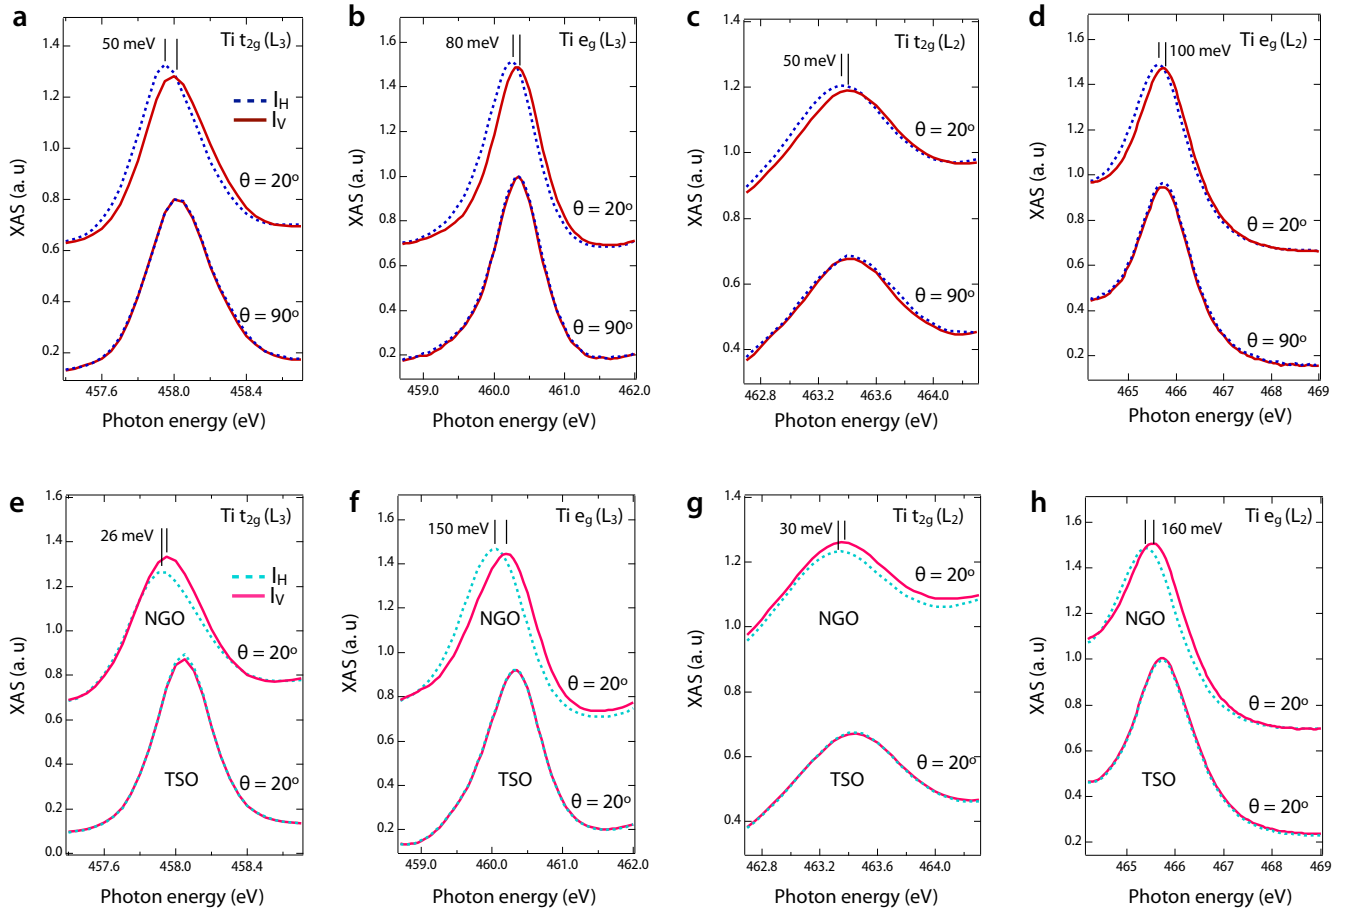 a
50 meV
Ti t2g (L3)
1.4
1.2
1.0
0.8
0.6
0.4
0.2
IH
IV
θ = 20º
θ = 90º
XAS (a. u)
457.6
458.0
458.4
Photon energy (eV)
b
80 meV
Ti eg (L3)
1.6
1.4
1.2
1.0
0.8
0.6
0.4
0.2
θ = 20º
θ = 90º
XAS (a. u)
459.0
460.0
461.0
462.0
Photon energy (eV)
c
50 meV
Ti t2g (L2)
1.4
1.2
1.0
0.8
0.6
0.4
θ = 20º
θ = 90º
XAS (a. u)
462.8
463.4
463.6
464.0
Photon energy (eV)
d
100 meV
Ti eg (L2)
1.6
1.4
1.2
1.0
0.8
0.6
0.4
0.2
θ = 20º
θ = 90º
XAS (a. u)
465
466
467
468
469
Photon energy (eV)
e
26 meV
Ti t2g (L3)
1.6
1.4
1.2
1.0
0.8
0.6
0.4
0.2
0.0
IH
IV
NGO
θ = 20º
TSO
θ = 20º
XAS (a. u)
457.6
458.0
458.4
Photon energy (eV)
f
150 meV
Ti eg (L3)
1.6
1.4
1.2
1.0
0.8
0.6
0.4
0.2
NGO
θ = 20º
TSO
θ = 20º
XAS (a. u)
459.0
460.0
461.0
462.0
Photon energy (eV)
g
30 meV
Ti t2g (L2)
1.4
1.2
1.0
0.8
0.6
0.4
θ = 20º
NGO
TSO
θ = 20º
XAS (a. u)
462.8
463.4
463.6
464.0
Photon energy (eV)
h
160 meV
Ti eg (L2)
1.6
1.4
1.2
1.0
0.8
0.6
0.4
0.2
NGO
θ = 20º
TSO
θ = 20º
XAS (a. u)
465
466
467
468
469
Photon energy (eV)